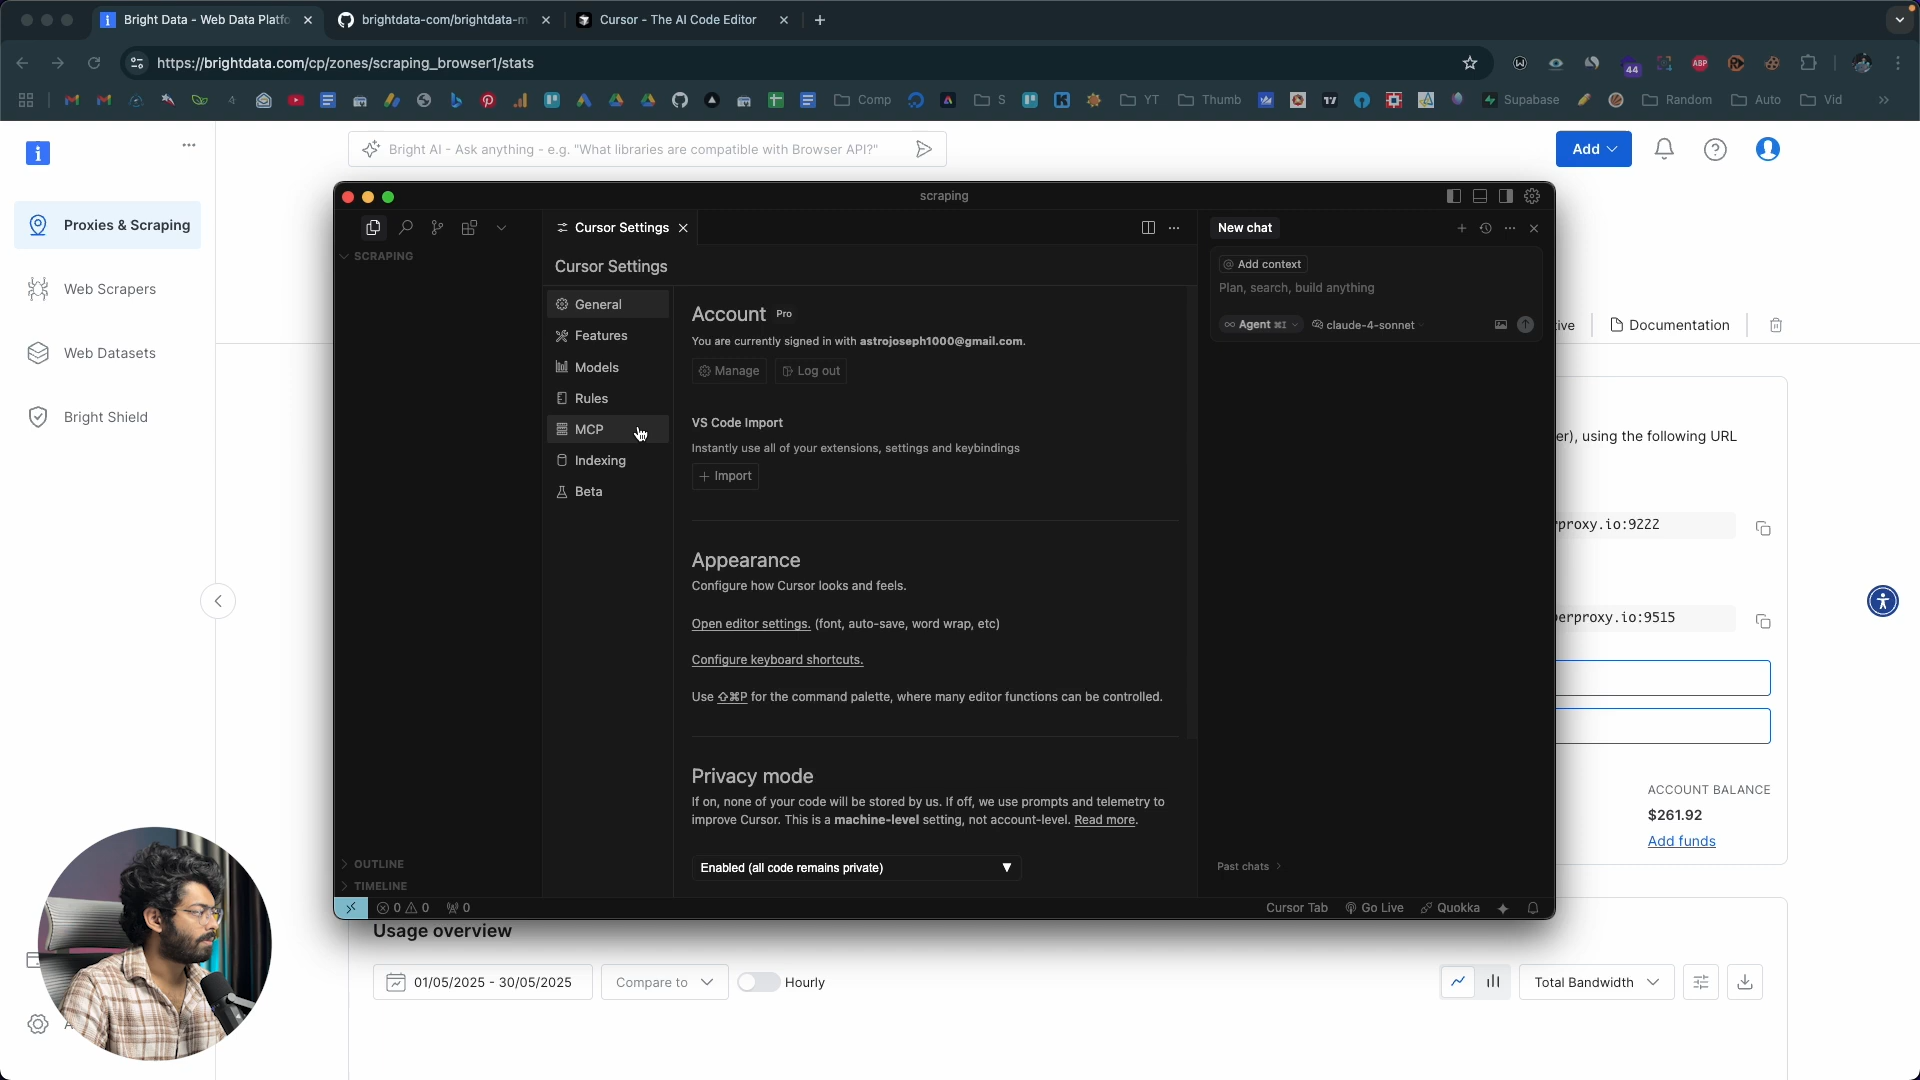 Bright Data - Web Data Platfo
brightdata-com/brightdata-m
Cursor - The AI Code Editor
https://brightdata.com/cp/zones/scraping_browser1/stats
44
ABP
Comp
S
YT
Thumb
Supabase
Random
Auto
Vid
Bright AI - Ask anything - e.g. "What libraries are compatible with Browser API?"
Add
Proxies & Scraping
Web Scrapers
Web Datasets
Bright Shield
scraping
Cursor Settings
New chat
SCRAPING
Cursor Settings
General
Features
Models
Rules
MCP
Indexing
Beta
Account Pro
You are currently signed in with astrojoseph1000@gmail.com.
Manage
Log out
VS Code Import
Instantly use all of your extensions, settings and keybindings
+ Import
Appearance
Configure how Cursor looks and feels.
Open editor settings. (font, auto-save, word wrap, etc)
Configure keyboard shortcuts.
Use ⇧⌘P for the command palette, where many editor functions can be controlled.
Privacy mode
If on, none of your code will be stored by us. If off, we use prompts and telemetry to
improve Cursor. This is a machine-level setting, not account-level. Read more.
Enabled (all code remains private)
@ Add context
Plan, search, build anything
∞ Agent ⌘I
claude-4-sonnet
Past chats
OUTLINE
TIMELINE
0 0
0
Cursor Tab
Go Live
Quokka
Documentation
er), using the following URL
rproxy.io:9222
erproxy.io:9515
ACCOUNT BALANCE
$261.92
Add funds
Usage overview
01/05/2025 - 30/05/2025
Compare to
Hourly
Total Bandwidth